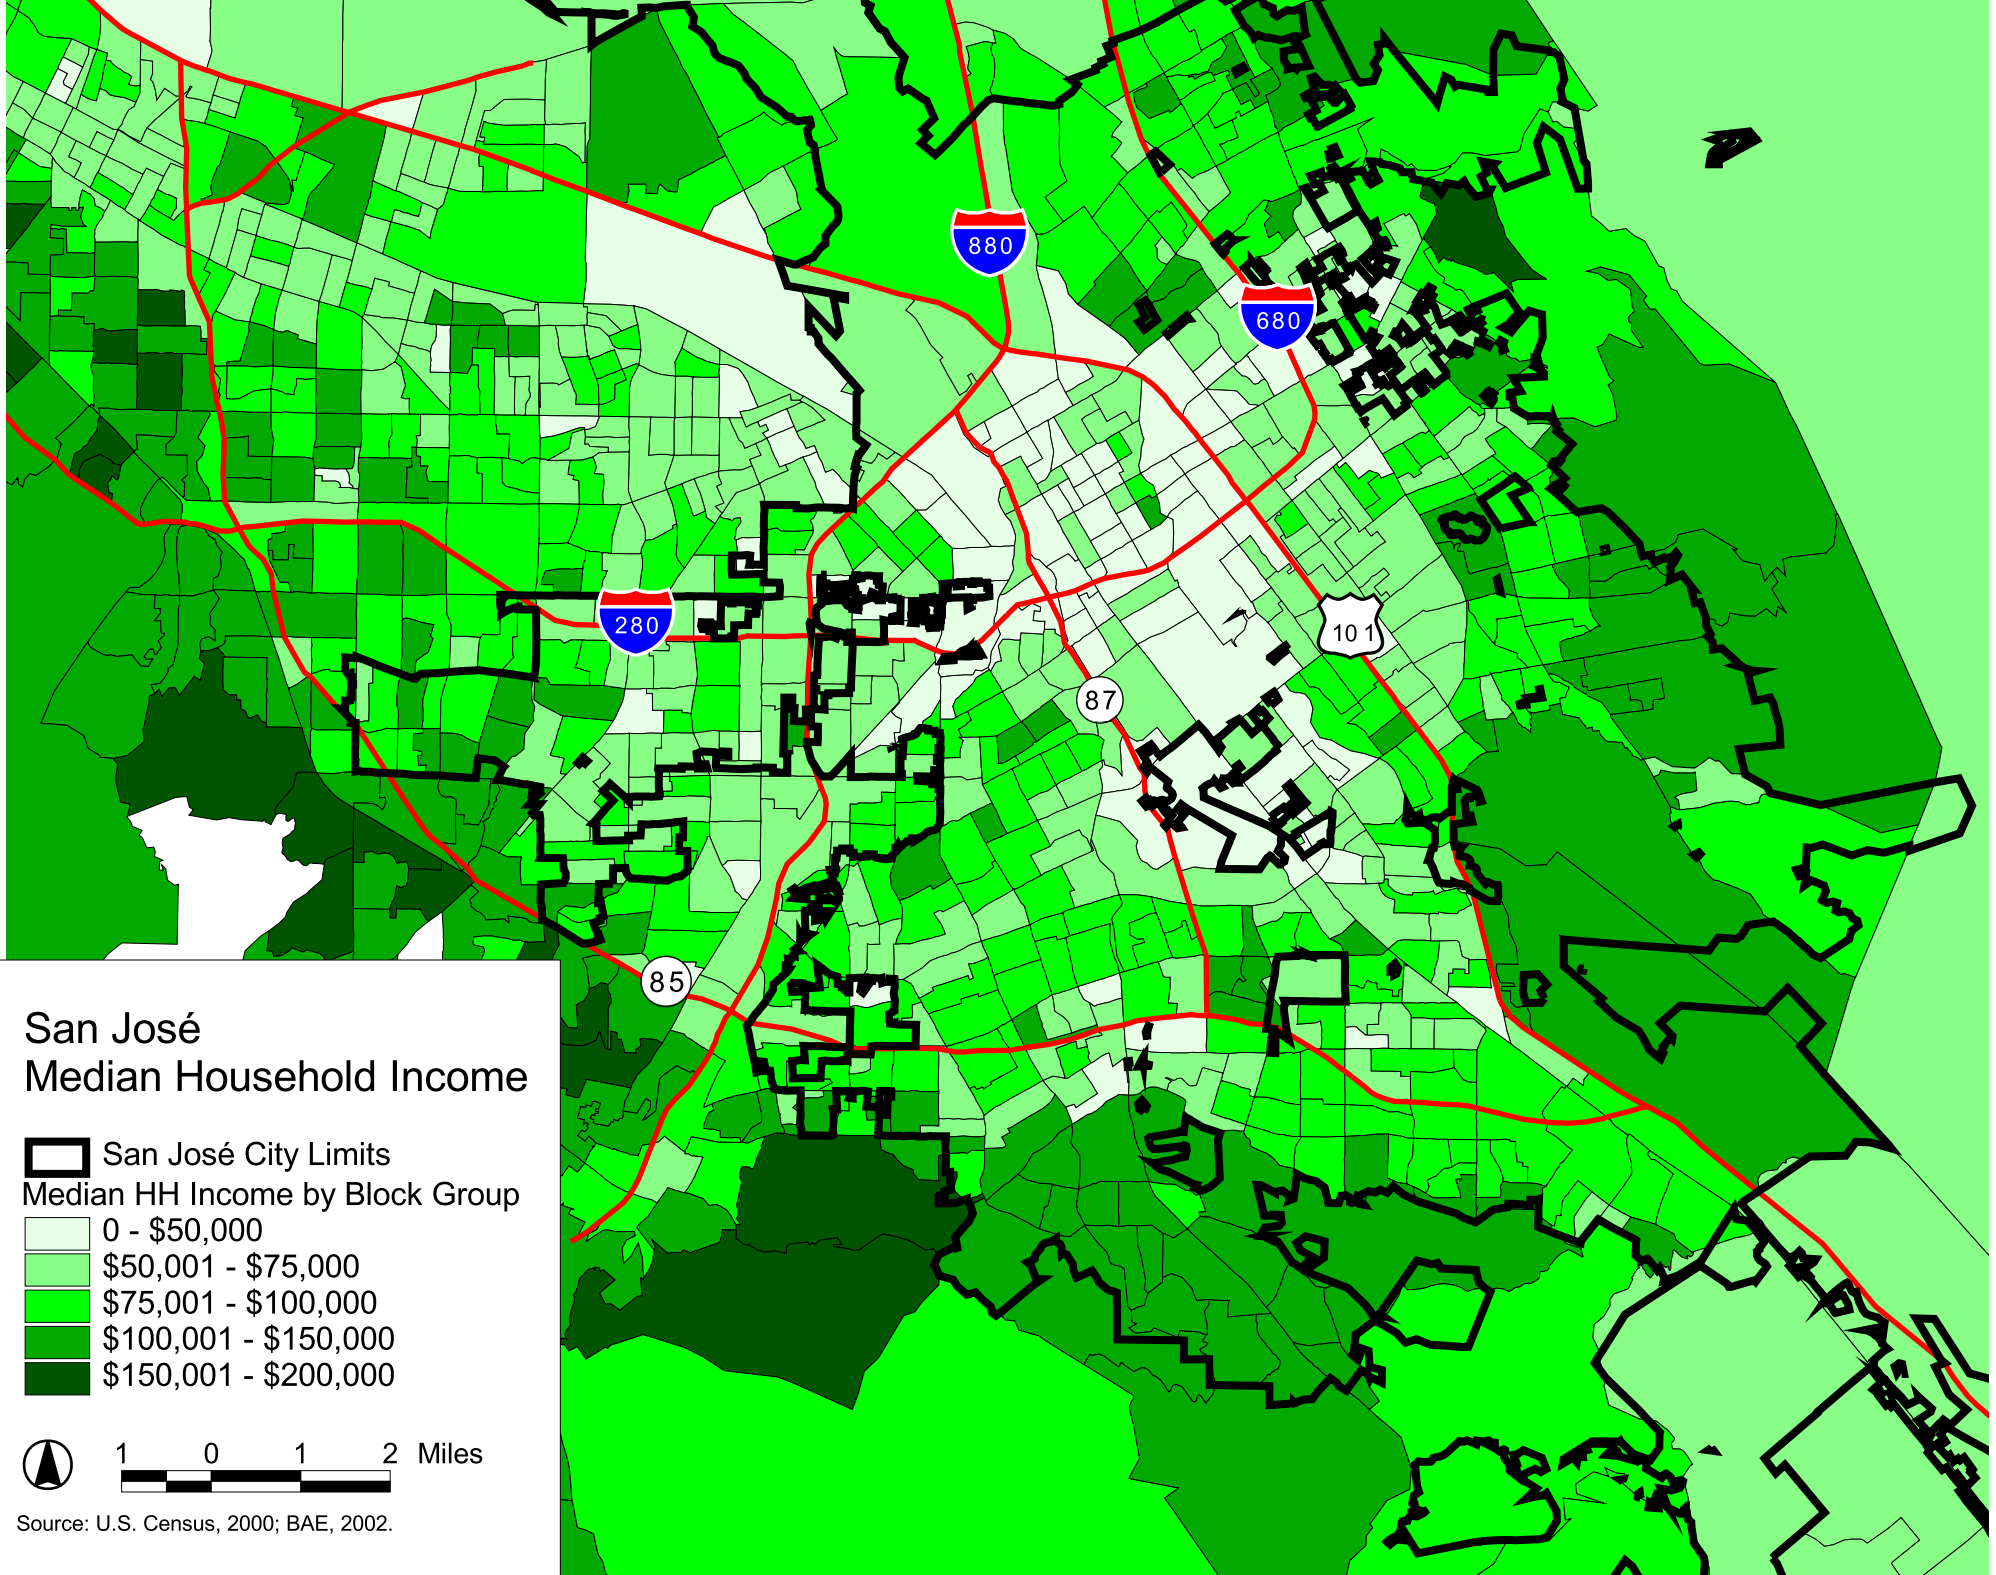 880
680
280
101
87
85
San José
Median Household Income
San José City Limits
Median HH Income by Block Group
0 - $50,000
$50,001 - $75,000
$75,001 - $100,000
$100,001 - $150,000
$150,001 - $200,000
1 0 1 2 Miles
Source: U.S. Census, 2000; BAE, 2002.